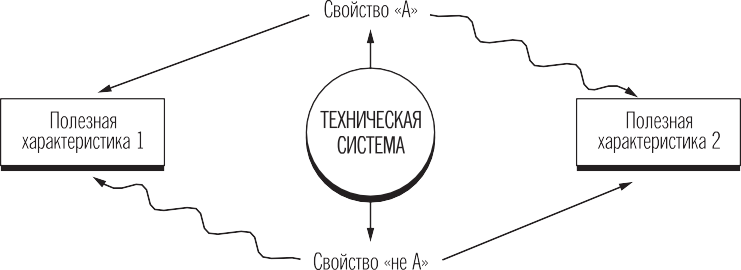 Свойство «А»
Полезная
характеристика 1
ТЕХНИЧЕСКАЯ
СИСТЕМА
Полезная
характеристика 2
Свойство «не А»